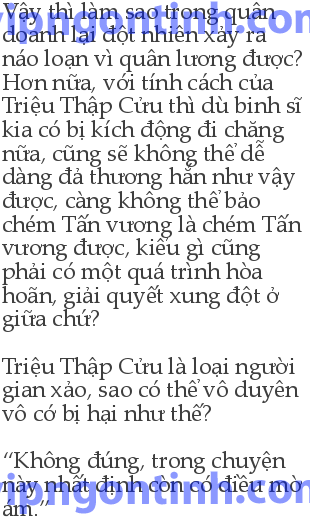 Vậy thì làm sao trong quân
doanh lại đột nhiên xảy ra
náo loạn vì quân lương được?
Hơn nữa, với tính cách của
Triệu Thập Cửu thì dù binh sĩ
kia có bị kích động đi chăng
nữa, cũng sẽ không thể dễ
dàng đả thương hắn như vậy
được, càng không thể bảo
chém Tấn vương là chém Tấn
vương được, kiểu gì cũng
phải có một quá trình hòa
hoãn, giải quyết xung đột ở
giữa chứ?
Triệu Thập Cửu là loại người
gian xảo, sao có thể vô duyên
vô cớ bị hại như thế?
“Không đúng, trong chuyện
này nhất định còn có điều mờ
ám.”
vipngontinh.com
vipngontinh.com